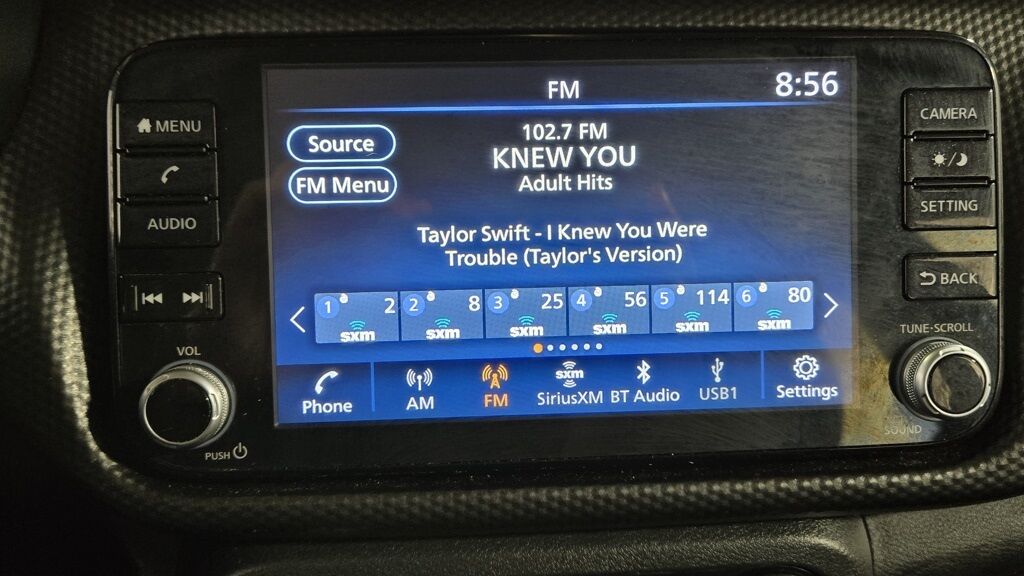 FM
8:56
MENU
AUDIO
VOL
PUSH
Source
FM Menu
102.7 FM
KNEW YOU
Adult Hits
Taylor Swift - I Knew You Were
Trouble (Taylor's Version)
1 2 sxm
2 8 sxm
3 25 sxm
4 56 sxm
5 114 sxm
6 80 sxm
Phone
AM
FM
sxm
SiriusXM
BT Audio
USB1
Settings
CAMERA
SETTING
BACK
TUNE·SCROLL
SOUND